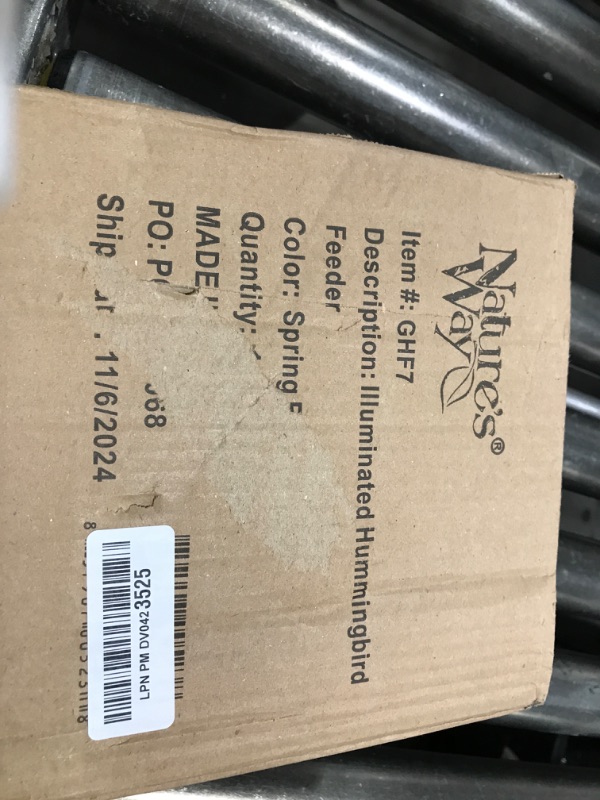 Nature's®
Way
Item #: GHF7
Description: Illuminated Hummingbird
Feeder
Color: Spring
Quantity:
MADE
PO:
Ship 11/6/2024
LPN PM DV0423525